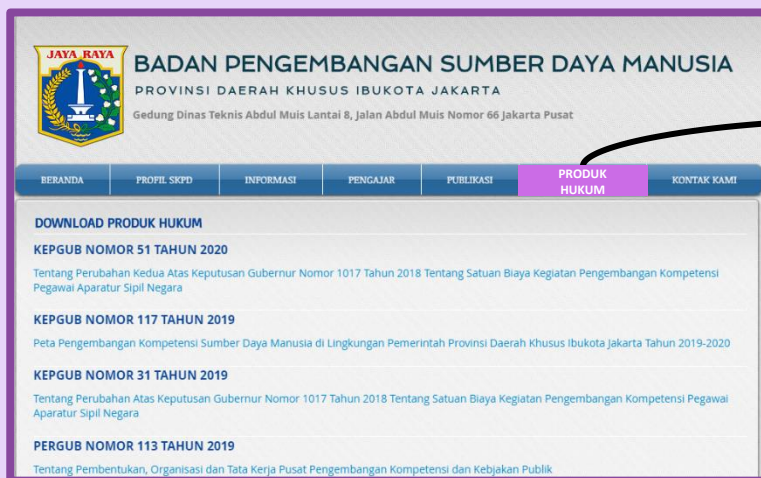 JAYA RAYA
BADAN PENGEMBANGAN SUMBER DAYA MANUSIA
PROVINSI DAERAH KHUSUS IBUKOTA JAKARTA
Gedung Dinas Teknis Abdul Muis Lantai 8, Jalan Abdul Muis Nomor 66 Jakarta Pusat
BERANDA PROFIL SKPD INFORMASI PENGAJAR PUBLIKASI PRODUK HUKUM KONTAK KAMI
DOWNLOAD PRODUK HUKUM
KEPGUB NOMOR 51 TAHUN 2020
Tentang Perubahan Kedua Atas Keputusan Gubernur Nomor 1017 Tahun 2018 Tentang Satuan Biaya Kegiatan Pengembangan Kompetensi
Pegawai Aparatur Sipil Negara
KEPGUB NOMOR 117 TAHUN 2019
Peta Pengembangan Kompetensi Sumber Daya Manusia di Lingkungan Pemerintah Provinsi Daerah Khusus Ibukota Jakarta Tahun 2019-2020
KEPGUB NOMOR 31 TAHUN 2019
Tentang Perubahan Atas Keputusan Gubernur Nomor 1017 Tahun 2018 Tentang Satuan Biaya Kegiatan Pengembangan Kompetensi Pegawai
Aparatur Sipil Negara
PERGUB NOMOR 113 TAHUN 2019
Tentang Pembentukan, Organisasi dan Tata Kerja Pusat Pengembangan Kompetensi dan Kebjakan Publik